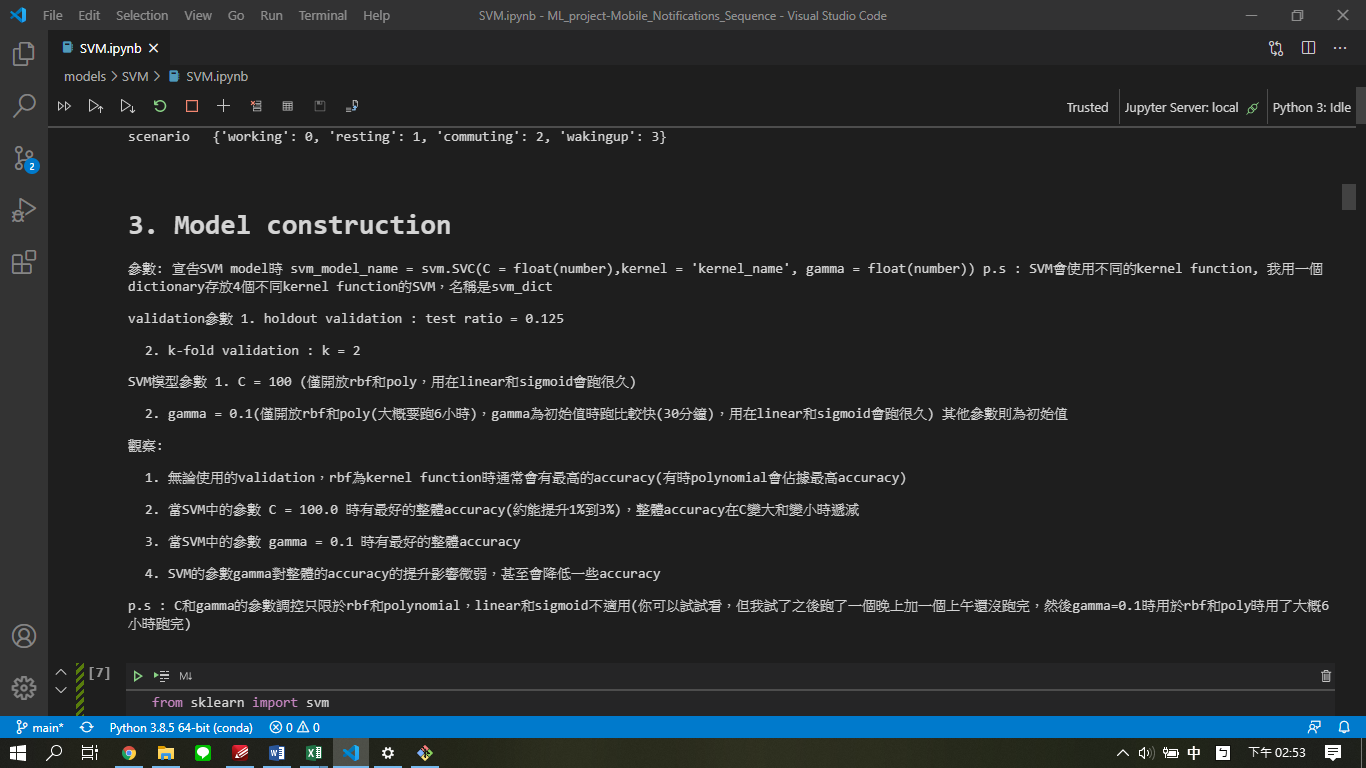 File Edit Selection View Go Run Terminal Help SVM.ipynb - ML_project-Mobile_Notifications_Sequence - Visual Studio Code
SVM.ipynb
models > SVM > SVM.ipynb
Trusted Jupyter Server: local Python 3: Idle
scenario {'working': 0, 'resting': 1, 'commuting': 2, 'wakingup': 3}
3. Model construction
參數: 宣告SVM model時 svm_model_name = svm.SVC(C = float(number),kernel = 'kernel_name', gamma = float(number)) p.s : SVM會使用不同的kernel function, 我用一個
dictionary存放4個不同kernel function的SVM，名稱是svm_dict
validation參數 1. holdout validation : test ratio = 0.125
2. k-fold validation : k = 2
SVM模型參數 1. C = 100 (僅開放rbf和poly，用在linear和sigmoid會跑很久)
2. gamma = 0.1(僅開放rbf和poly(大概要跑6小時)，gamma為初始值時跑比較快(30分鐘)，用在linear和sigmoid會跑很久) 其他參數則為初始值
觀察:
1. 無論使用的validation，rbf為kernel function時通常會有最高的accuracy(有時polynomial會佔據最高accuracy)
2. 當SVM中的參數 C = 100.0 時有最好的整體accuracy(約能提升1%到3%)，整體accuracy在C變大和變小時遞減
3. 當SVM中的參數 gamma = 0.1 時有最好的整體accuracy
4. SVM的參數gamma對整體的accuracy的提升影響微弱，甚至會降低一些accuracy
p.s : C和gamma的參數調控只限於rbf和polynomial，linear和sigmoid不適用(你可以試試看，但我試了之後跑了一個晚上加一個上午還沒跑完，然後gamma=0.1時用於rbf和poly時用了大概6
小時跑完)
[7]
M↓
from sklearn import svm
2
main* Python 3.8.5 64-bit (conda) 0 0
中 ㄅ 下午 02:53